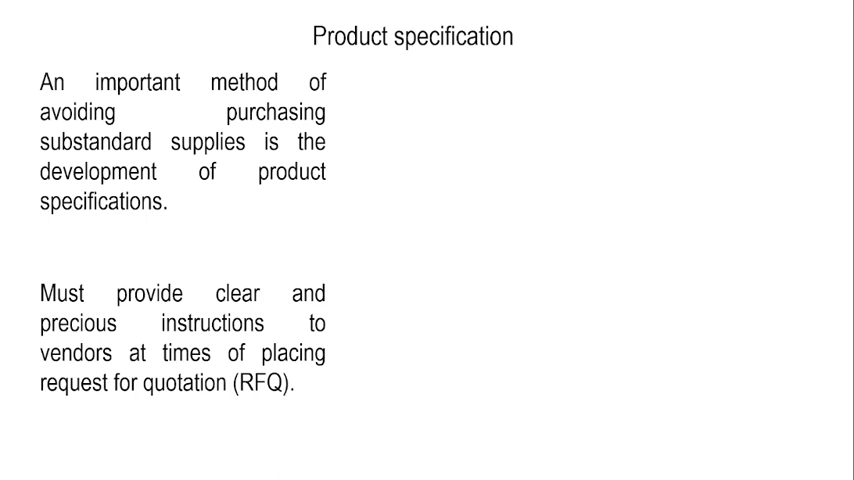 Product specification
An important method of
avoiding purchasing
substandard supplies is the
development of product
specifications.
Must provide clear and
precious instructions to
vendors at times of placing
request for quotation (RFQ).